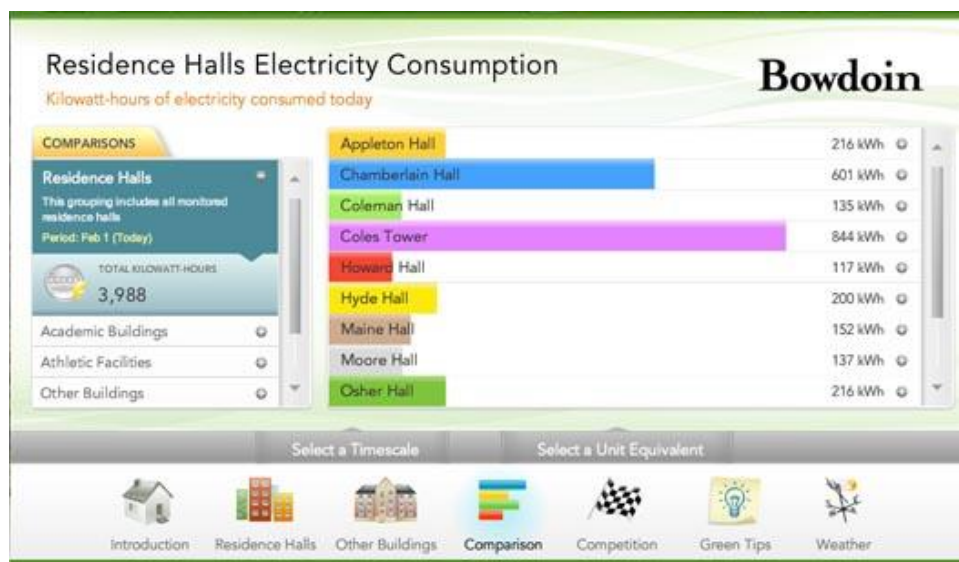 Residence Halls Electricity Consumption
Kilowatt-hours of electricity consumed today
Bowdoin
COMPARISONS
Residence Halls
This grouping includes all monitored
residence halls
Period: Feb 1 (Today)
TOTAL KILOWATT-HOURS
3,988
Academic Buildings
Athletic Facilities
Other Buildings
Appleton Hall 216 kWh
Chamberlain Hall 601 kWh
Coleman Hall 135 kWh
Coles Tower 844 kWh
Howard Hall 117 kWh
Hyde Hall 200 kWh
Maine Hall 152 kWh
Moore Hall 137 kWh
Osher Hall 216 kWh
Select a Timescale Select a Unit Equivalent
Introduction Residence Halls Other Buildings Comparison Competition Green Tips Weather